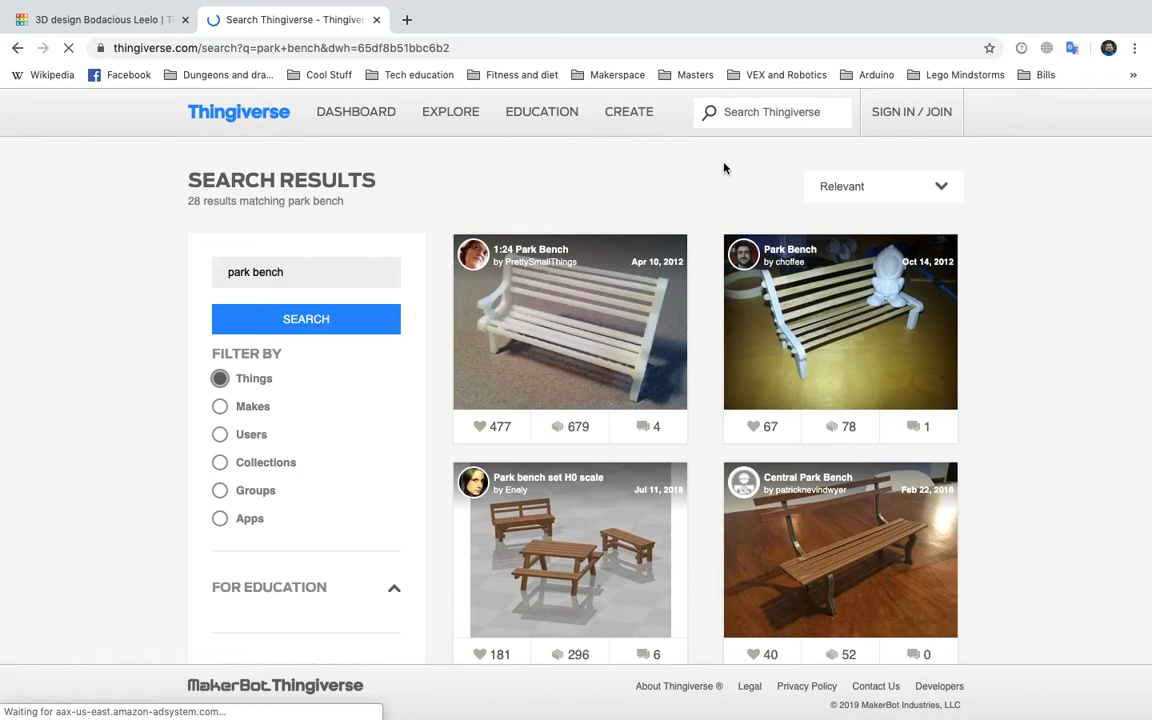 3D design Bodacious Leelo | Ti
Search Thingiverse - Thingiver
thingiverse.com/search?q=park+bench&dwh=65df8b51bbc6b2
Wikipedia
Facebook
Dungeons and dra...
Cool Stuff
Tech education
Fitness and diet
Makerspace
Masters
VEX and Robotics
Arduino
Lego Mindstorms
Bills
»
Thingiverse
DASHBOARD
EXPLORE
EDUCATION
CREATE
Search Thingiverse
SIGN IN / JOIN
SEARCH RESULTS
28 results matching park bench
Relevant
park bench
SEARCH
FILTER BY
Things
Makes
Users
Collections
Groups
Apps
FOR EDUCATION
1:24 Park Bench
by PrettySmallThings
Apr 10, 2012
477
679
4
Park Bench
by choffee
Oct 14, 2012
67
78
1
Park bench set H0 scale
by Enely
Jul 11, 2018
181
296
6
Central Park Bench
by patricknevindwyer
Feb 22, 2016
40
52
0
MakerBot Thingiverse
About Thingiverse ®
Legal
Privacy Policy
Contact Us
Developers
© 2019 MakerBot Industries, LLC
Waiting for aax-us-east.amazon-adsystem.com...